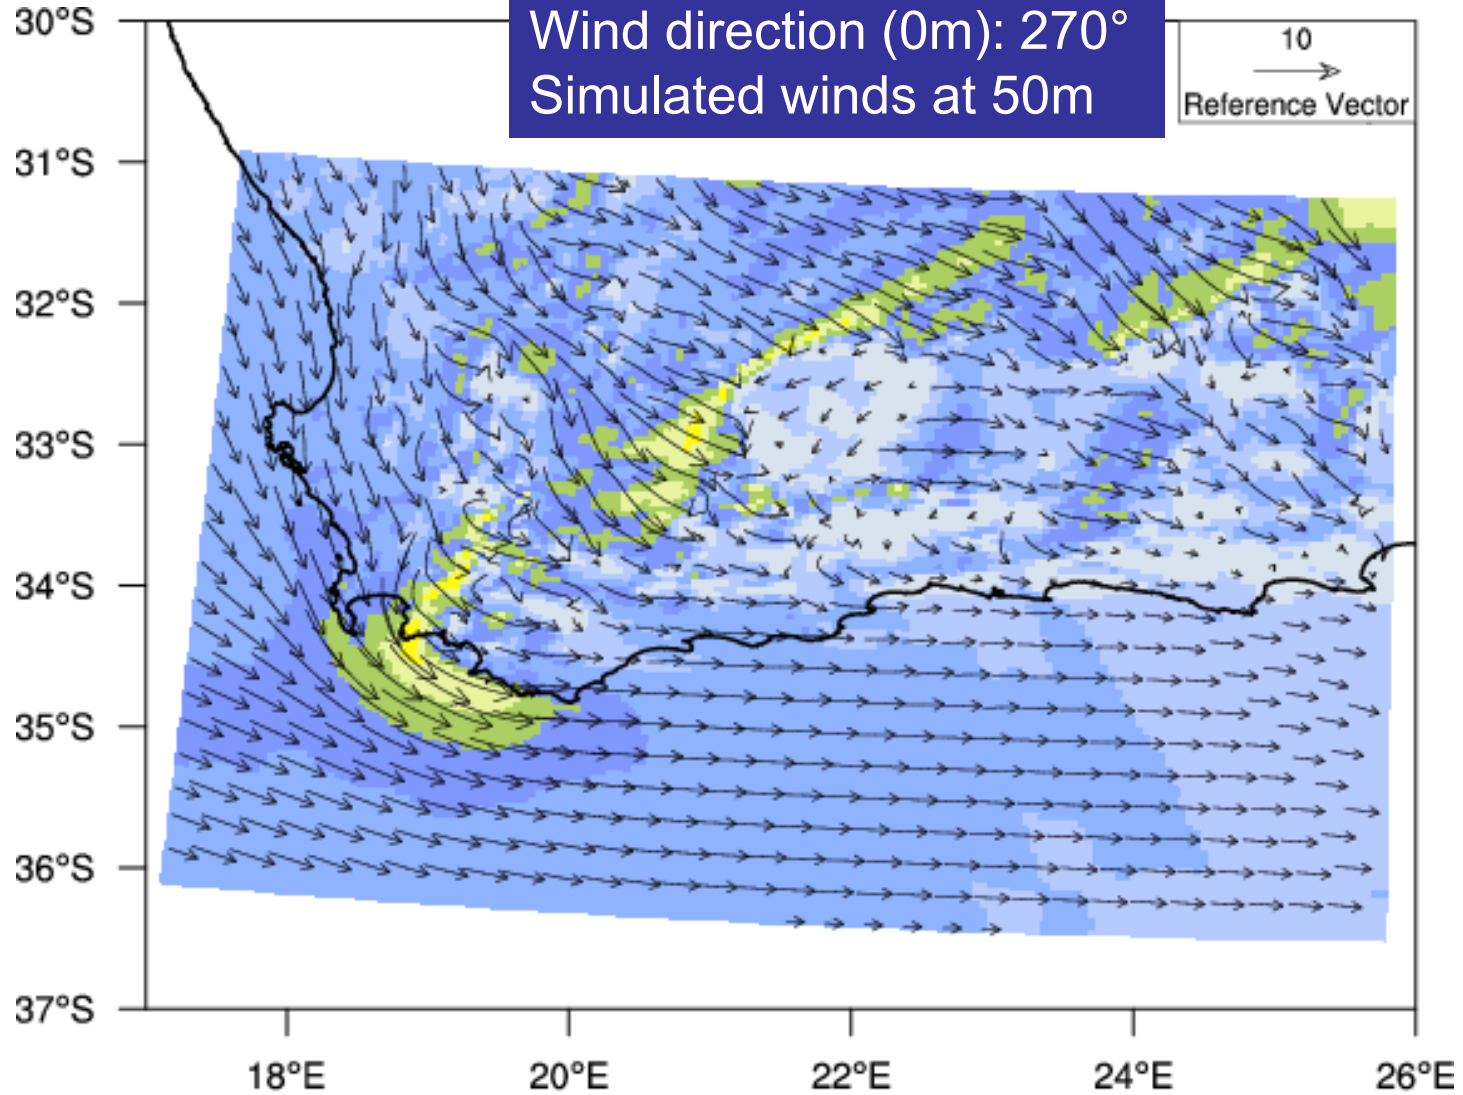 Wind direction (0m): 270°
Simulated winds at 50m
10
Reference Vector
30°S
31°S
32°S
33°S
34°S
35°S
36°S
37°S
18°E
20°E
22°E
24°E
26°E